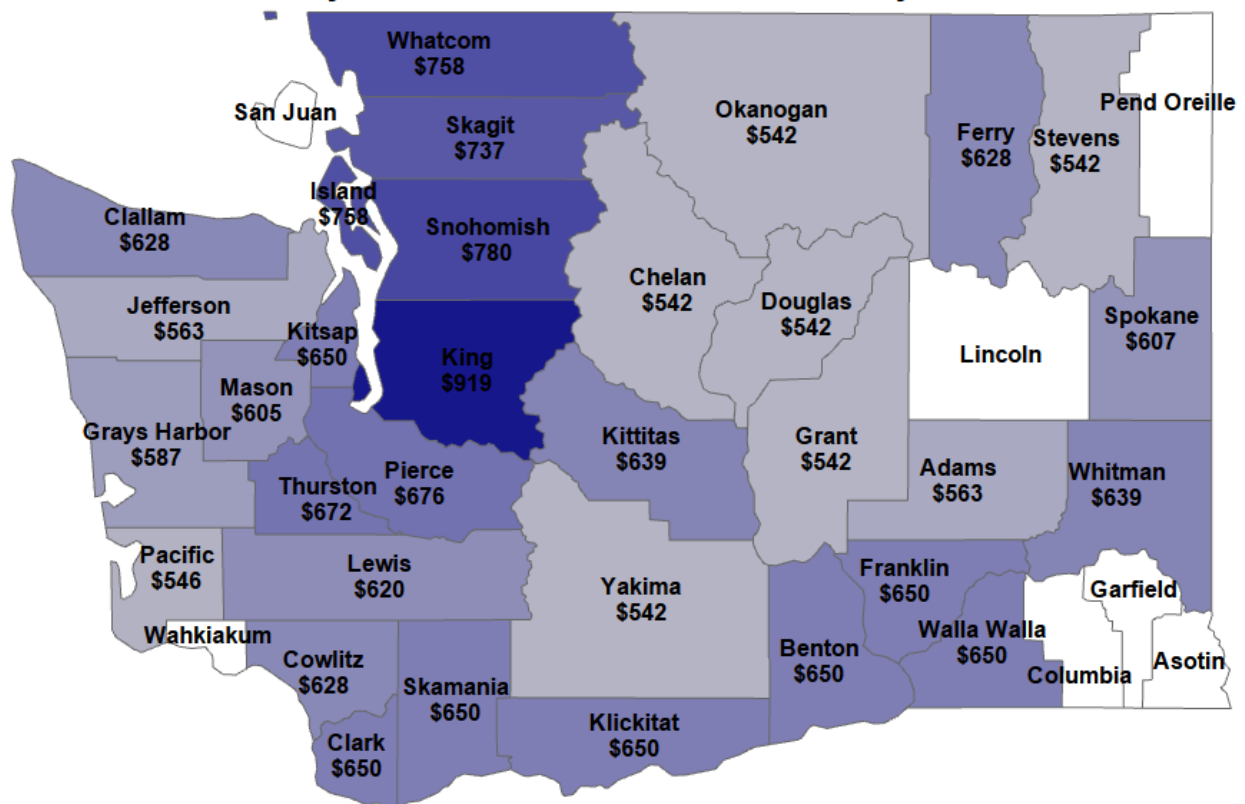 Whatcom
$758
San Juan
Skagit
$737
Okanogan
$542
Ferry
$628
Stevens
$542
Pend Oreille
Clallam
$628
Island
$758
Snohomish
$780
Chelan
$542
Douglas
$542
Jefferson
$563
Kitsap
$650
King
$919
Lincoln
Spokane
$607
Mason
$605
Grays Harbor
$587
Kittitas
$639
Grant
$542
Adams
$563
Whitman
$639
Thurston
$672
Pierce
$676
Pacific
$546
Lewis
$620
Yakima
$542
Franklin
$650
Garfield
Wahkiakum
Cowlitz
$628
Skamania
$650
Benton
$650
Walla Walla
$650
Columbia
Asotin
Clark
$650
Klickitat
$650